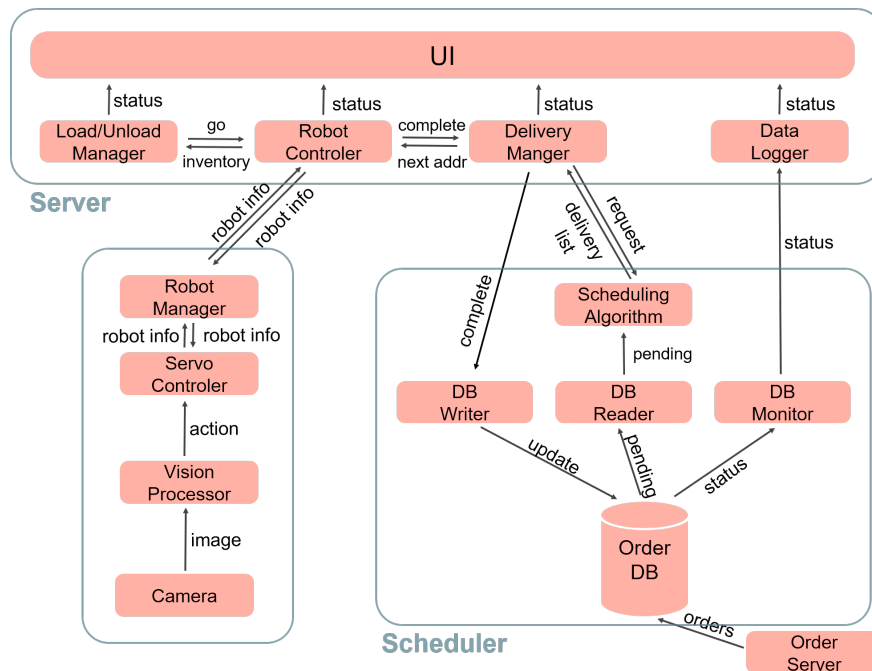 UI
status
status
status
status
Load/Unload
Manager
go
inventory
Robot
Controler
complete
next addr
Delivery
Manger
Data
Logger
Server
robot info
robot info
request
delivery
list
complete
status
Robot
Manager
robot info
robot info
Servo
Controler
action
Vision
Processor
image
Camera
Scheduling
Algorithm
pending
DB
Writer
DB
Reader
DB
Monitor
update
pending
status
Order
DB
orders
Scheduler
Order
Server